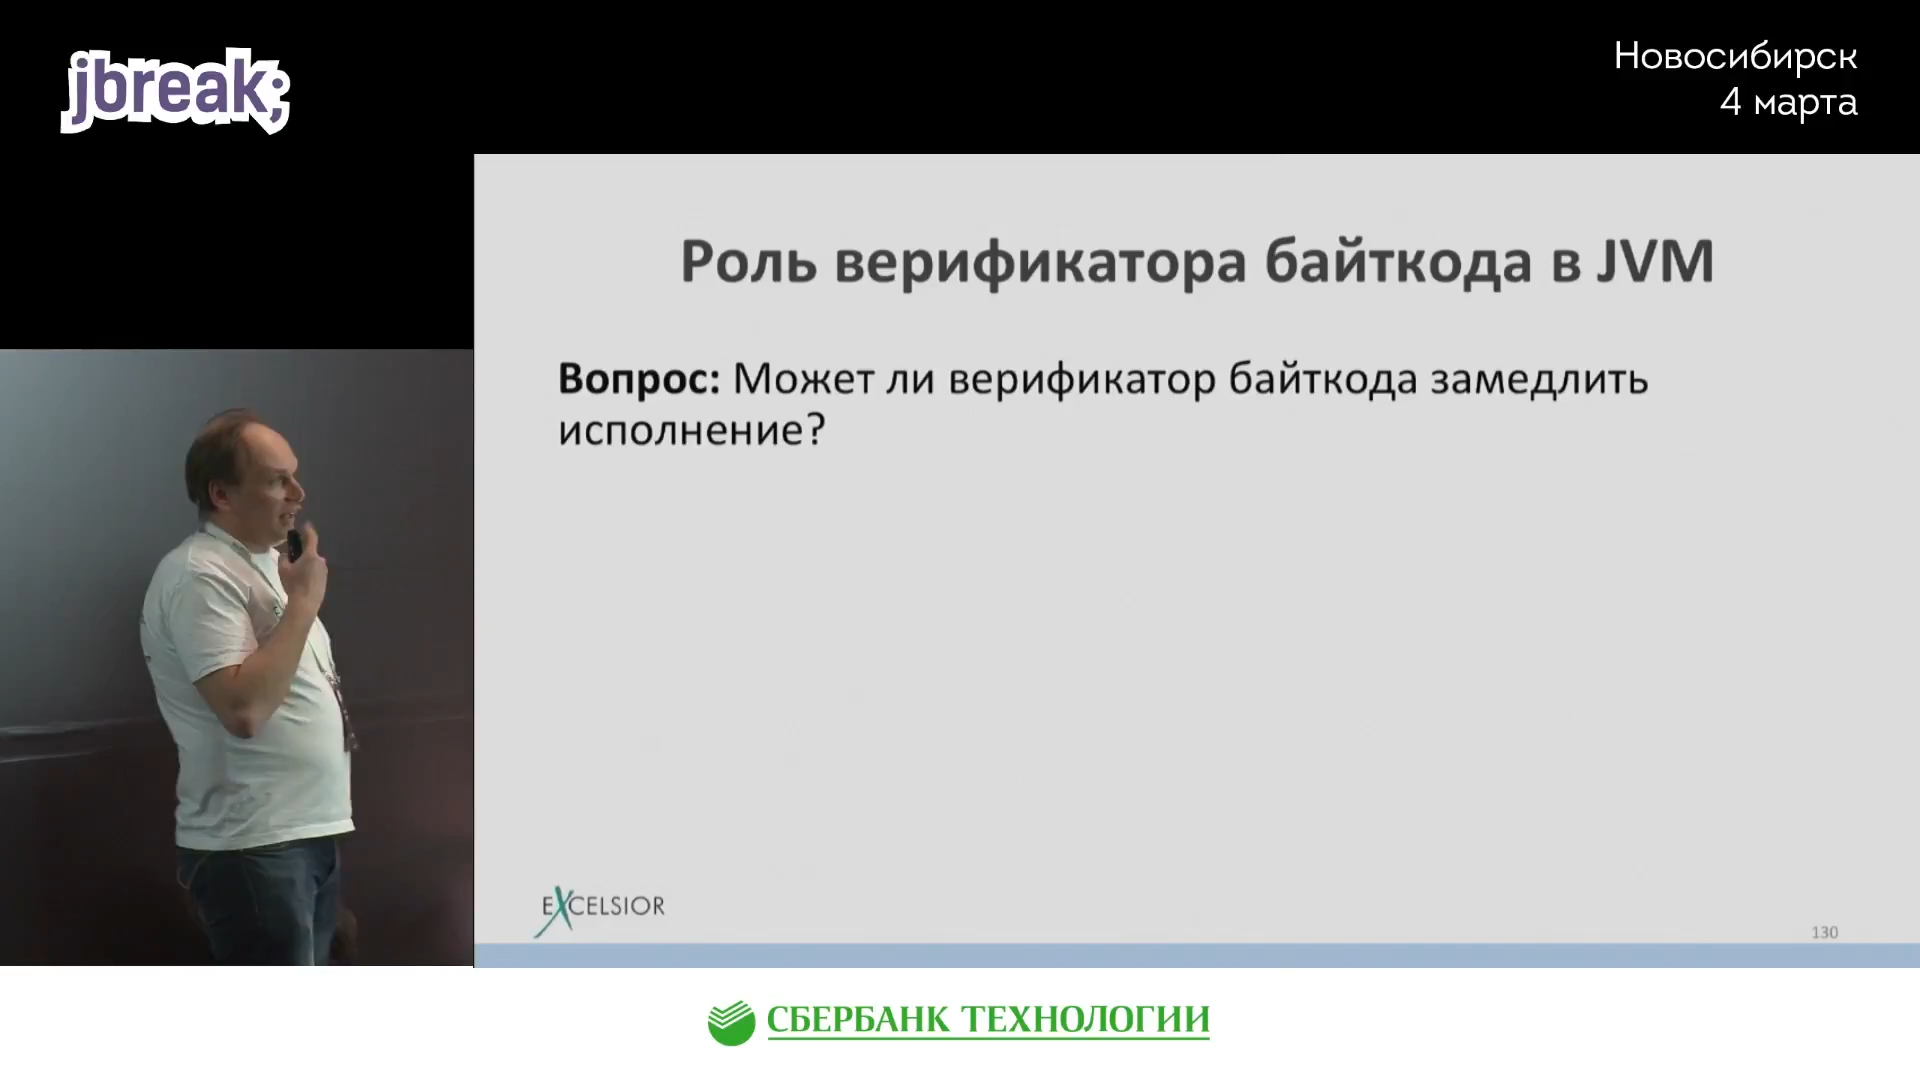 jbreak;
Новосибирск
4 марта
Роль верификатора байткода в JVM
Вопрос: Может ли верификатор байткода замедлить
исполнение?
EXCELSIOR
130
СБЕРБАНК ТЕХНОЛОГИИ